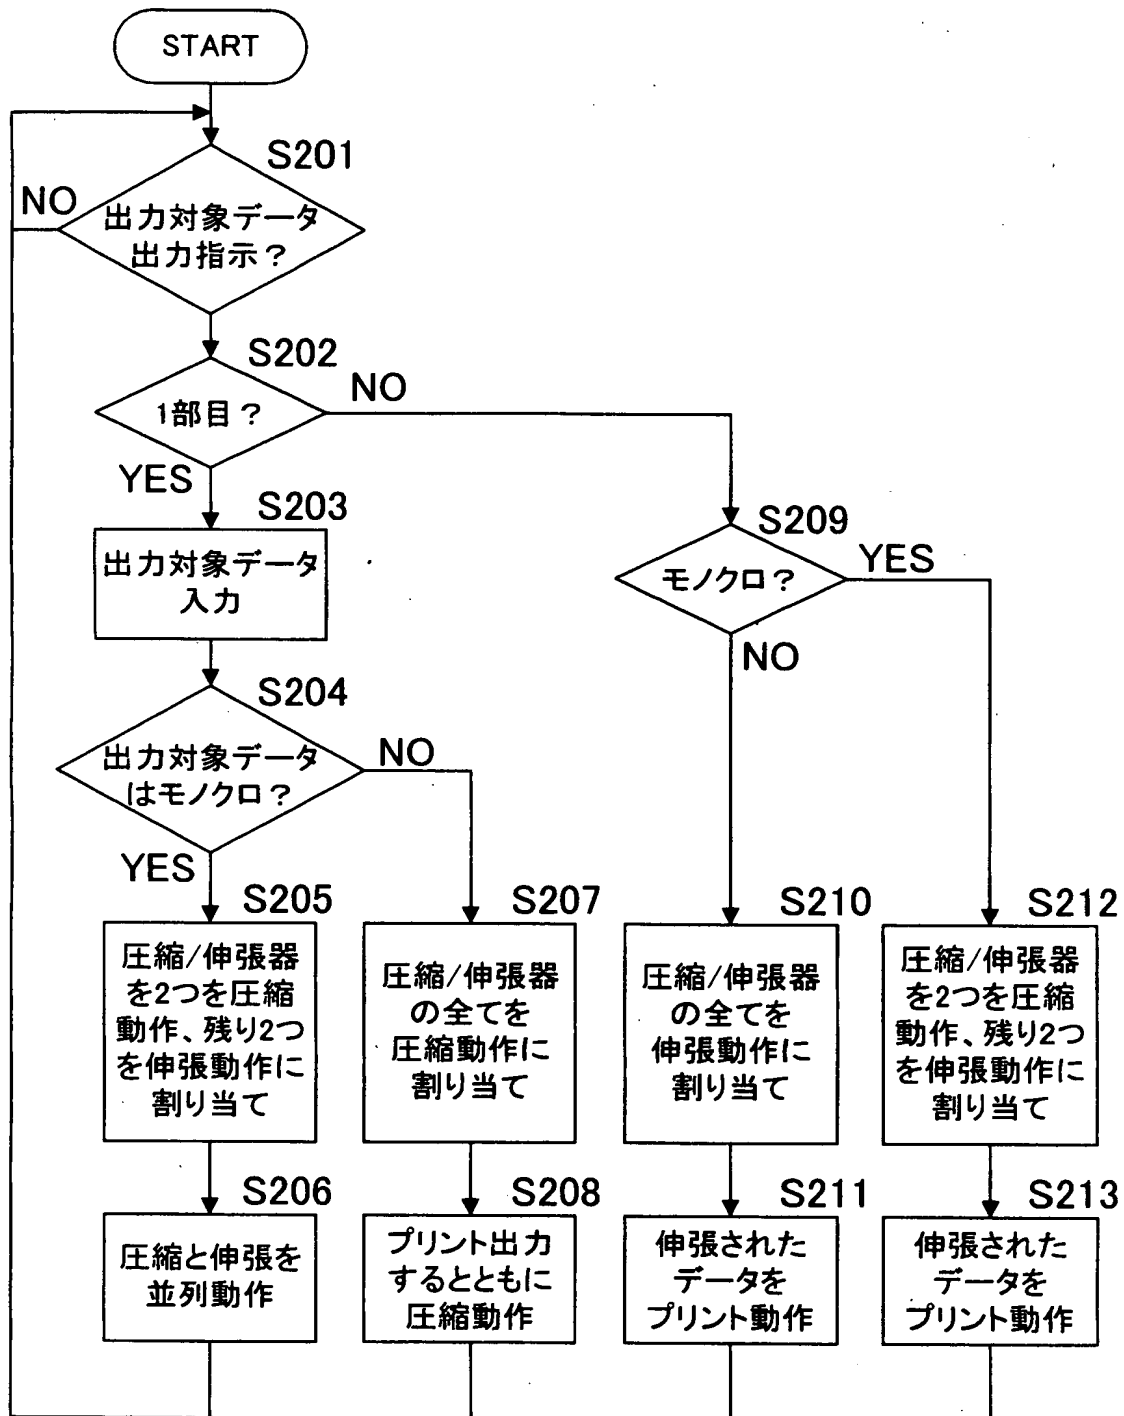 START
S201
NO
出力対象データ
出力指示？
S202
NO
1部目？
YES
S203
出力対象データ
入力
S209
YES
モノクロ？
NO
S204
出力対象データ
はモノクロ？
NO
YES
S205
圧縮/伸張器
を2つを圧縮
動作、残り2つ
を伸張動作に
割り当て
S207
圧縮/伸張器
の全てを
圧縮動作に
割り当て
S210
圧縮/伸張器
の全てを
伸張動作に
割り当て
S212
圧縮/伸張器
を2つを圧縮
動作、残り2つ
を伸張動作に
割り当て
S206
圧縮と伸張を
並列動作
S208
プリント出力
するとともに
圧縮動作
S211
伸張された
データを
プリント動作
S213
伸張された
データを
プリント動作